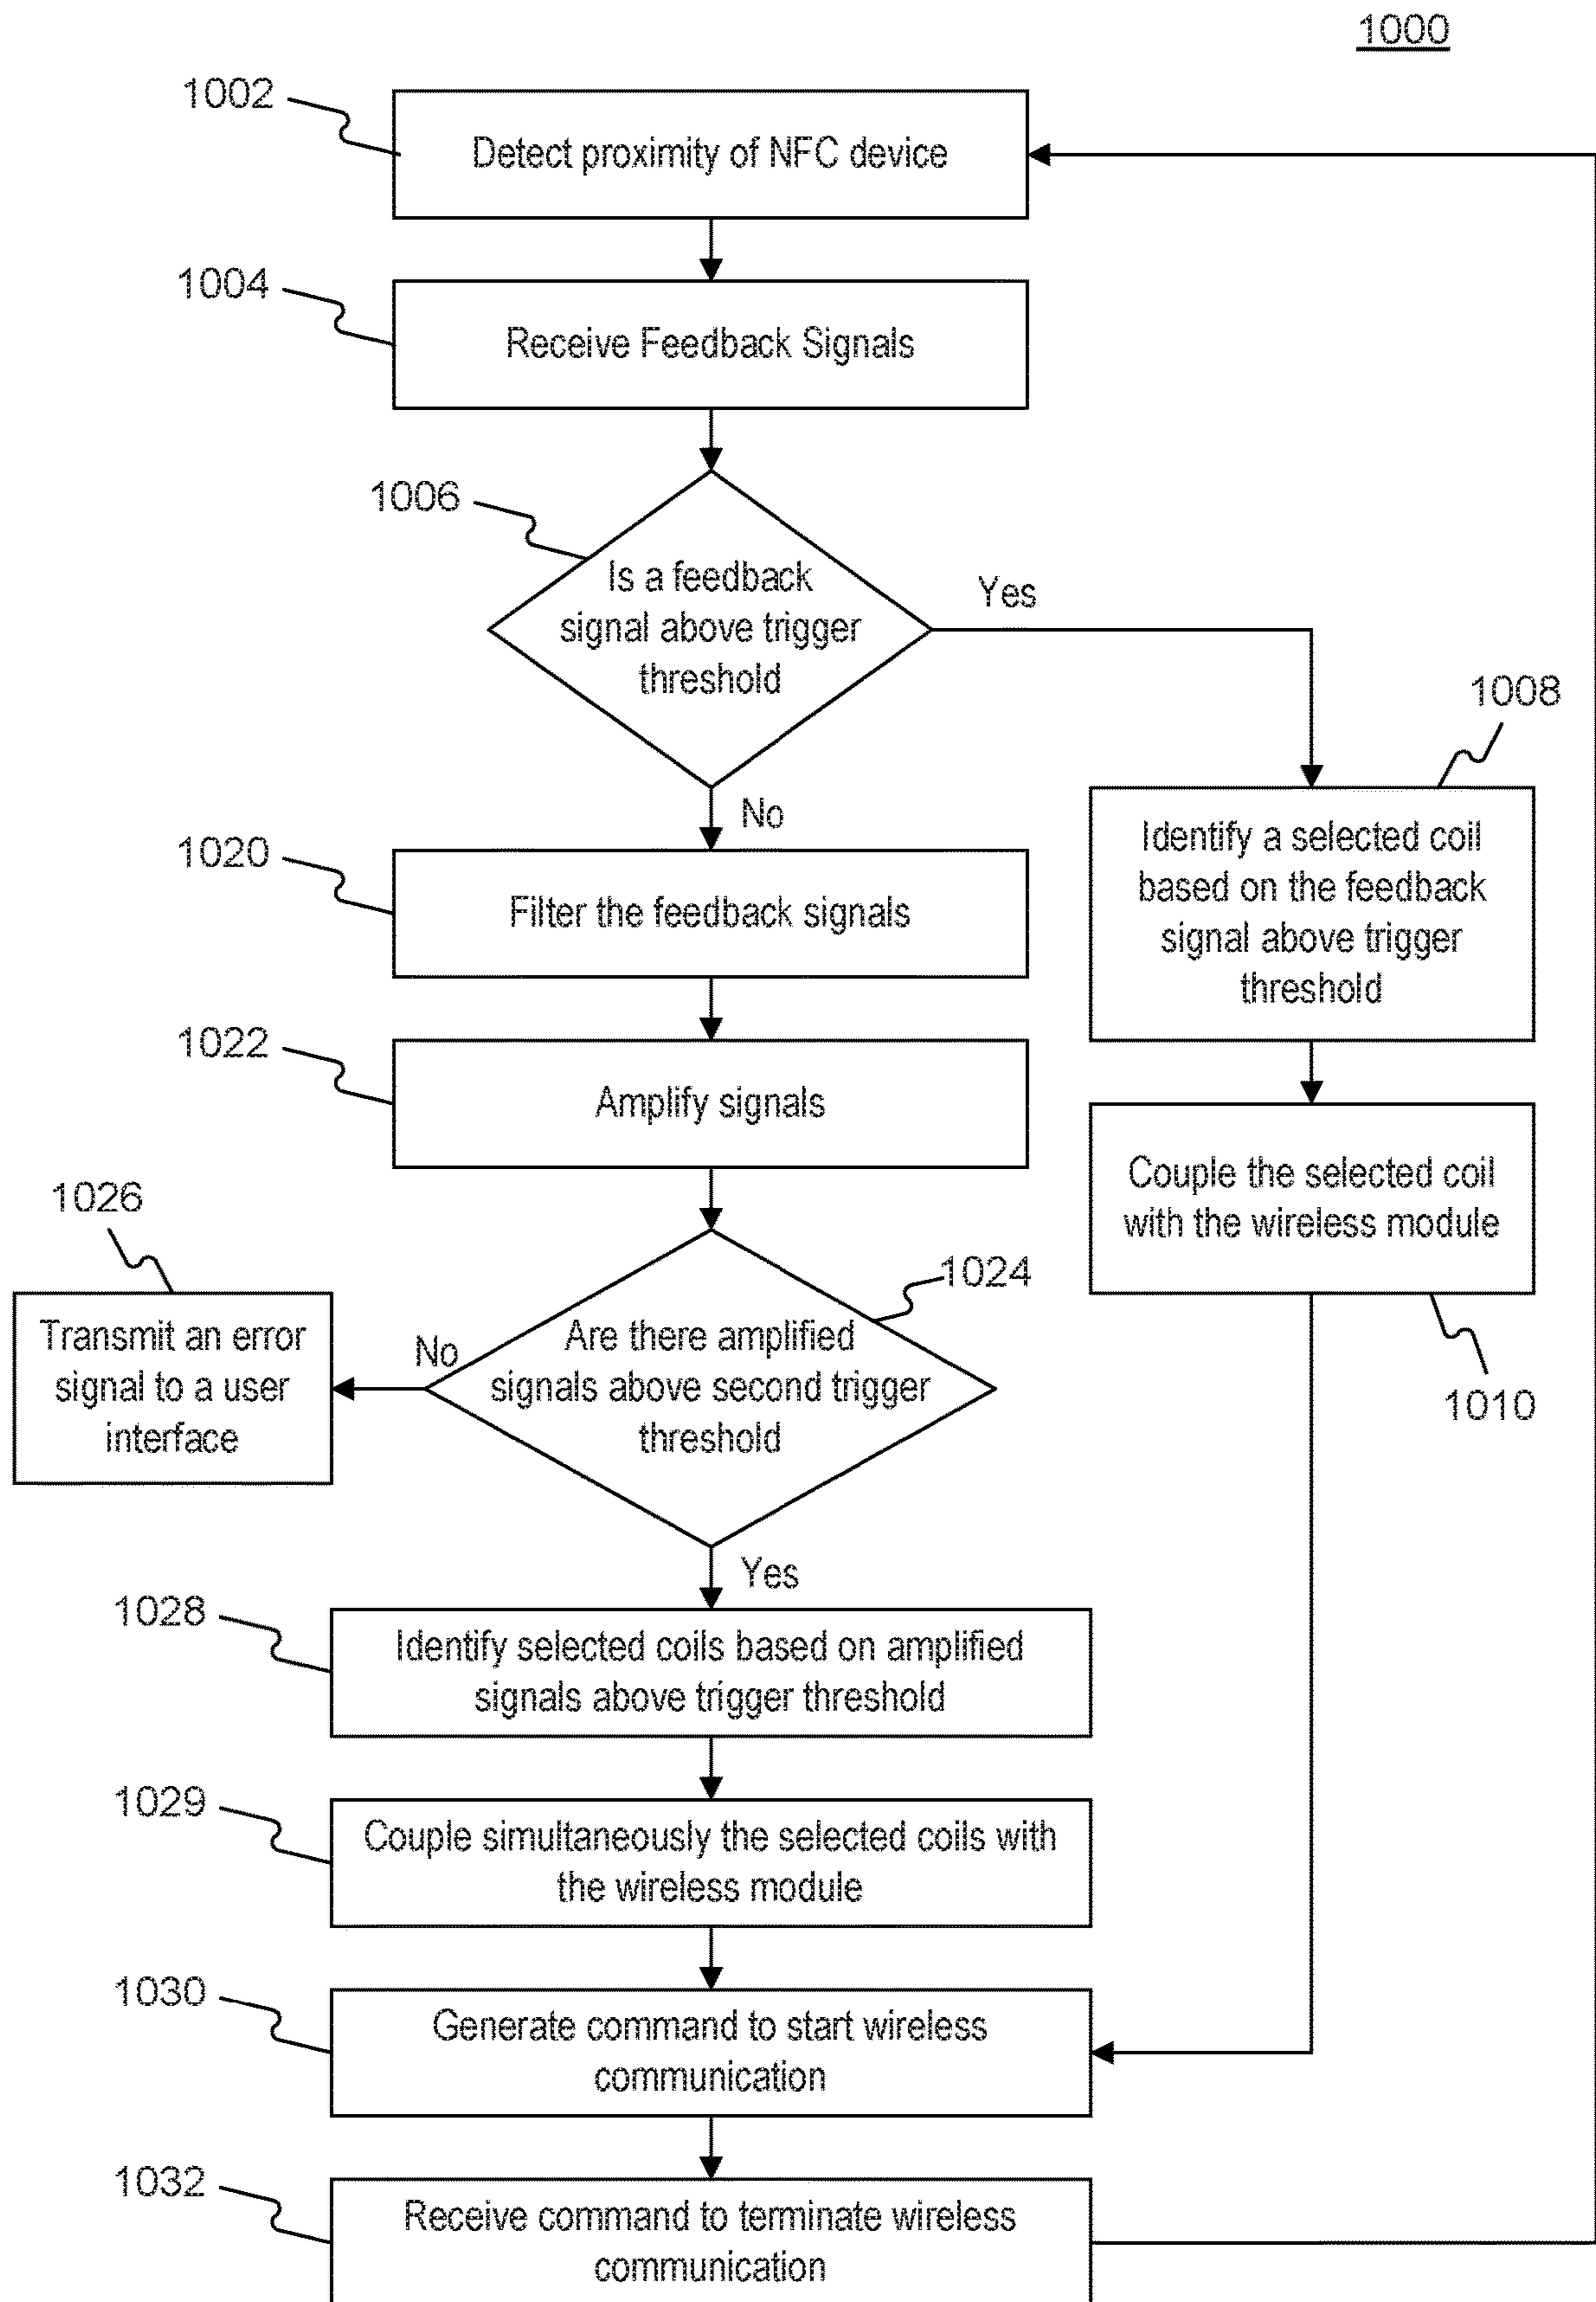 1000
1002
Detect proximity of NFC device
1004
Receive Feedback Signals
1006
Is a feedback
signal above trigger
threshold
Yes
No
1008
Identify a selected coil
based on the feedback
signal above trigger
threshold
1020
Filter the feedback signals
1022
Amplify signals
Couple the selected coil
with the wireless module
1010
1026
Transmit an error
signal to a user
interface
No
1024
Are there amplified
signals above second trigger
threshold
Yes
1028
Identify selected coils based on amplified
signals above trigger threshold
1029
Couple simultaneously the selected coils with
the wireless module
1030
Generate command to start wireless
communication
1032
Receive command to terminate wireless
communication